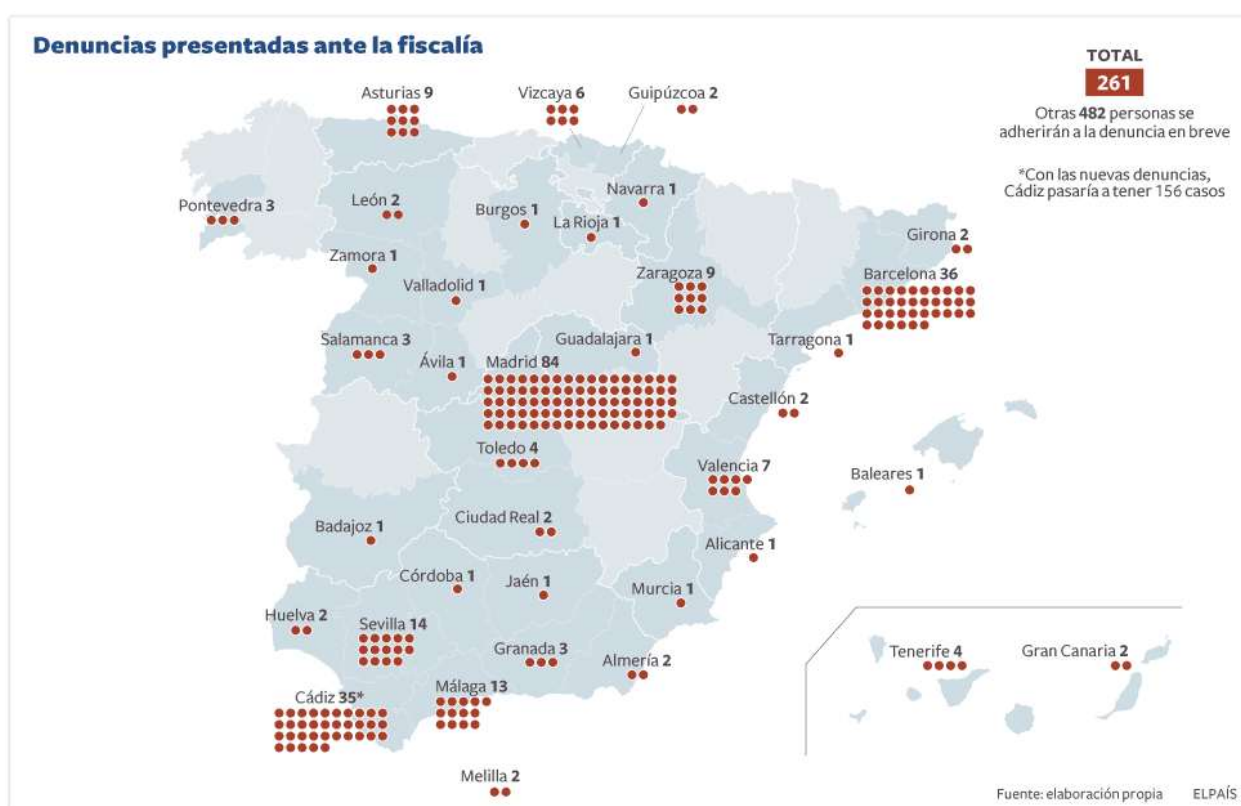 Denuncias presentadas ante la fiscalía
TOTAL
261
Otras 482 personas se
adherirán a la denuncia en breve
*Con las nuevas denuncias,
Cádiz pasaría a tener 156 casos
Asturias 9
Vizcaya 6
Guipúzcoa 2
Navarra 1
Pontevedra 3
León 2
Burgos 1
La Rioja 1
Girona 2
Zamora 1
Zaragoza 9
Barcelona 36
Valladolid 1
Salamanca 3
Ávila 1
Madrid 84
Guadalajara 1
Tarragona 1
Castellón 2
Toledo 4
Valencia 7
Baleares 1
Badajoz 1
Ciudad Real 2
Alicante 1
Córdoba 1
Jaén 1
Murcia 1
Huelva 2
Sevilla 14
Granada 3
Almería 2
Tenerife 4
Gran Canaria 2
Cádiz 35*
Málaga 13
Melilla 2
Fuente: elaboración propia ELPAÍS